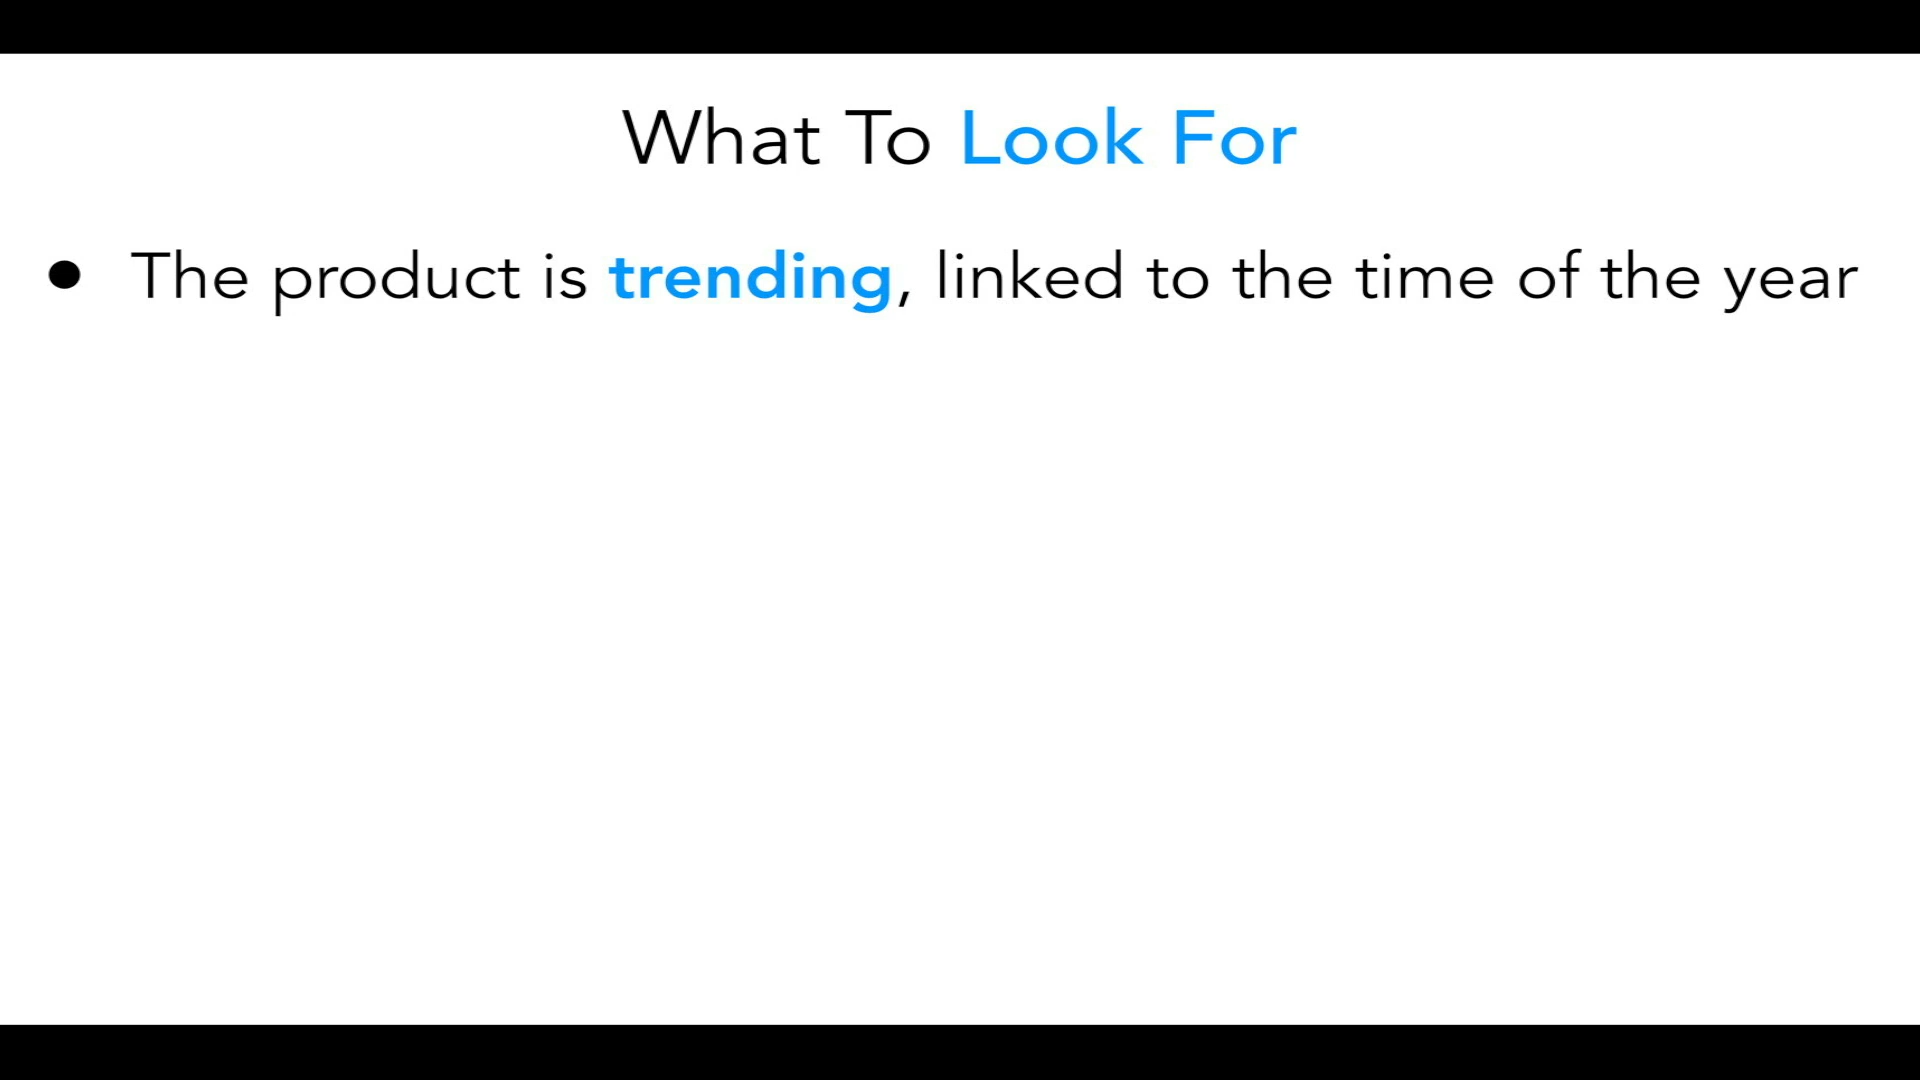 What To Look For
• The product is trending, linked to the time of the year